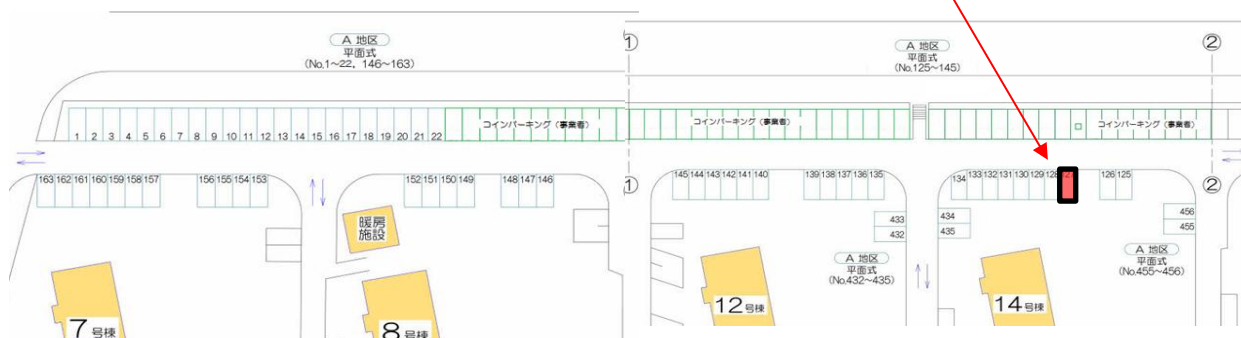 A 地区
平面式
(No.1~22, 146~163)
1 2 3 4 5 6 7 8 9 10 11 12 13 14 15 16 17 18 19 20 21 22
コインパーキング（事業者）
163 162 161 160 159 158 157
156 155 154 153
152 151 150 149
148 147 146
暖房
施設
7号棟
8号棟
①
①
A 地区
平面式
(No.125~145)
②
②
コインパーキング（事業者）
コインパーキング（事業者）
145 144 143 142 141 140
139 138 137 136 135
134 133 132 131 130 129 128
126 125
433
432
434
435
456
455
A 地区
平面式
(No.432~435)
A 地区
平面式
(No.455~456)
12号棟
14号棟